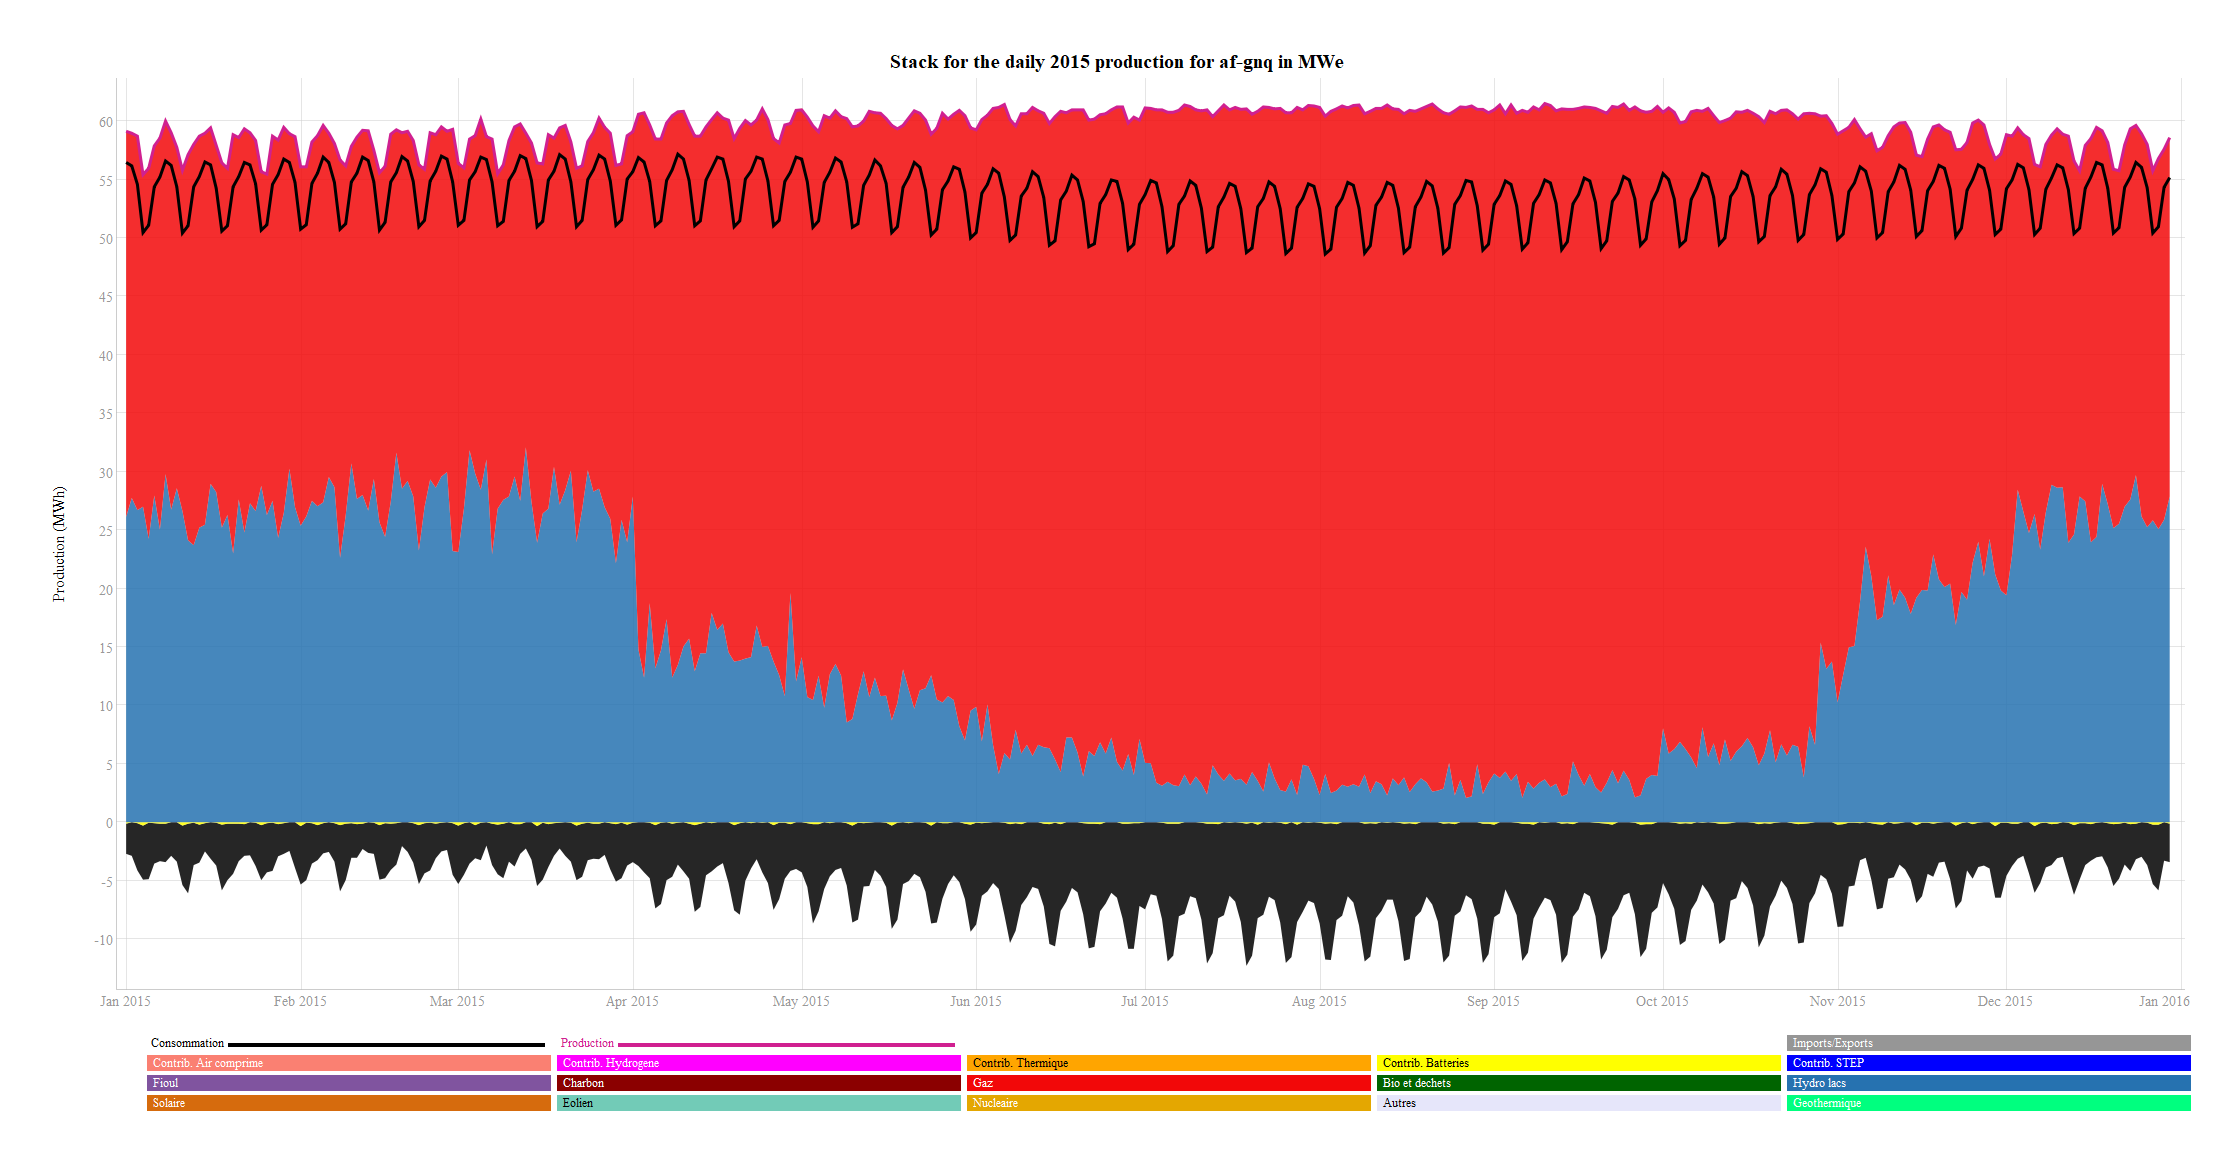 Stack for the daily 2015 production for af-gnq in MWe
Production (MWh)
60
55
50
45
40
35
30
25
20
15
10
5
0
-5
-10
Jan 2015 Feb 2015 Mar 2015 Apr 2015 May 2015 Jun 2015 Jul 2015 Aug 2015 Sep 2015 Oct 2015 Nov 2015 Dec 2015 Jan 2016
Consommation Production Imports/Exports
Contrib. Air comprime Contrib. Hydrogene Contrib. Thermique Contrib. Batteries Contrib. STEP
Fioul Charbon Gaz Bio et dechets Hydro lacs
Solaire Eolien Nucleaire Autres Geothermique